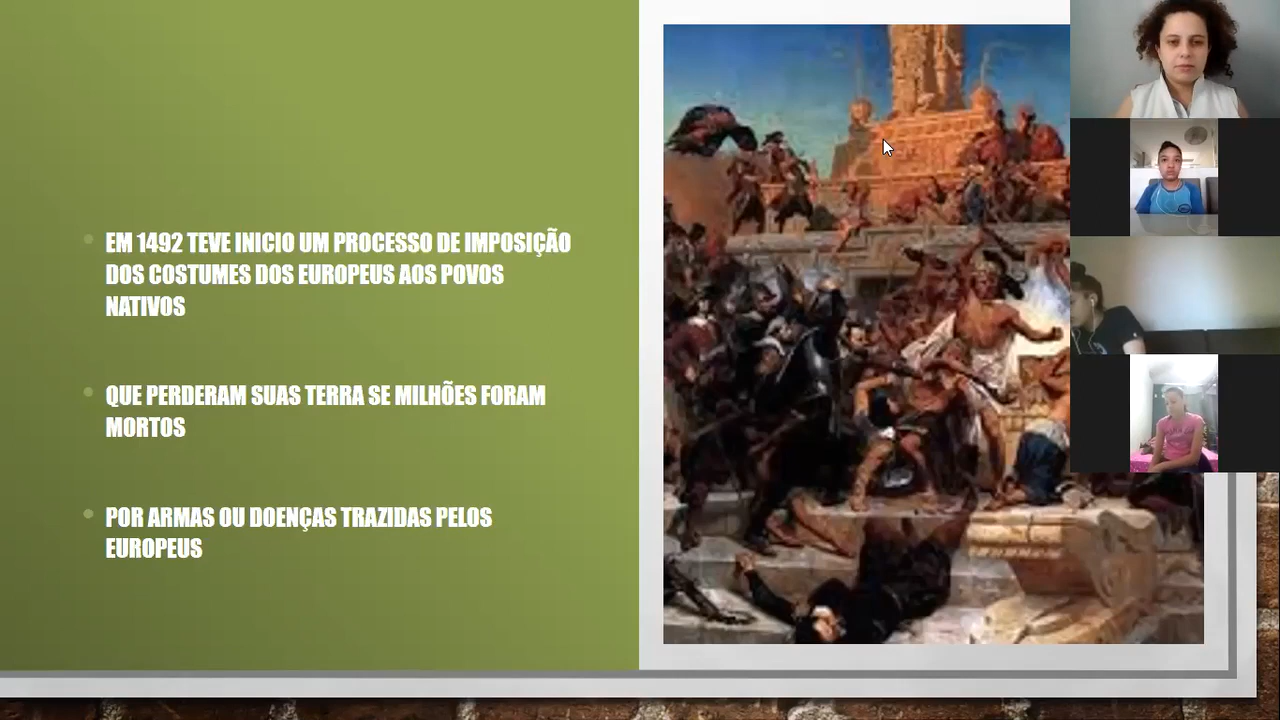 EM 1492 TEVE INICIO UM PROCESSO DE IMPOSIÇÃO
DOS COSTUMES DOS EUROPEUS AOS POVOS
NATIVOS
QUE PERDERAM SUAS TERRA SE MILHÕES FORAM
MORTOS
POR ARMAS OU DOENÇAS TRAZIDAS PELOS
EUROPEUS